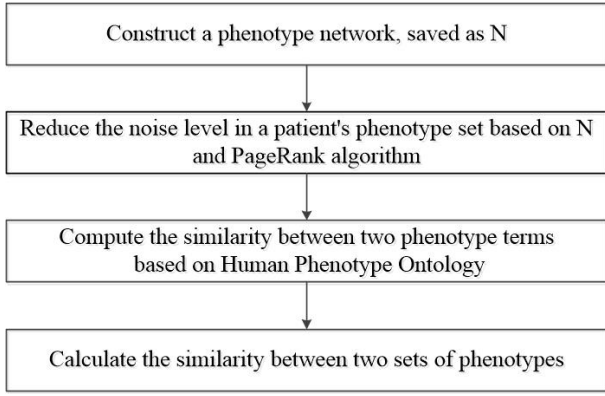 Construct a phenotype network, saved as N
Reduce the noise level in a patient's phenotype set based on N
and PageRank algorithm
Compute the similarity between two phenotype terms
based on Human Phenotype Ontology
Calculate the similarity between two sets of phenotypes